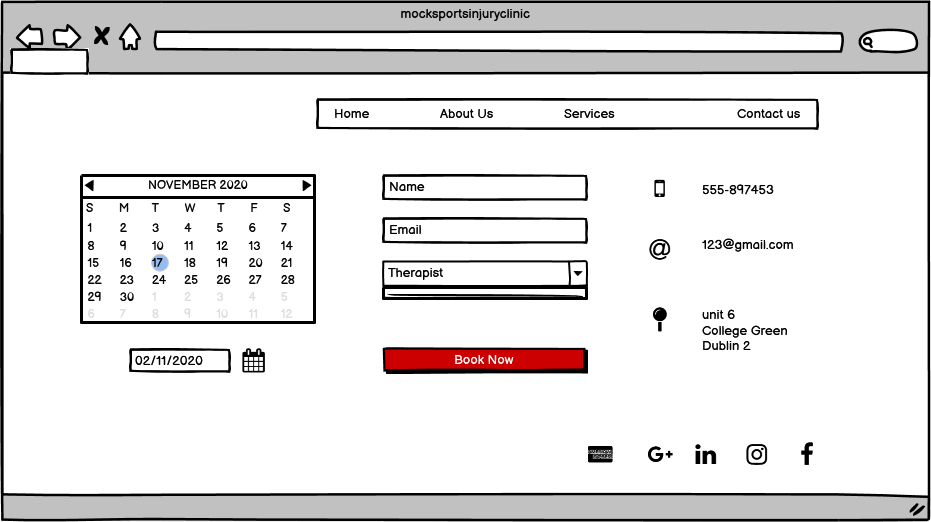 mocksportsinjuryclinic
Home About Us Services Contact us
NOVEMBER 2020
S M T W T F S
1 2 3 4 5 6 7
8 9 10 11 12 13 14
15 16 17 18 19 20 21
22 23 24 25 26 27 28
29 30 1 2 3 4 5
6 7 8 9 10 11 12
02/11/2020
Name
Email
Therapist
Book Now
555-897453
@
123@gmail.com
unit 6
College Green
Dublin 2
G+ in f